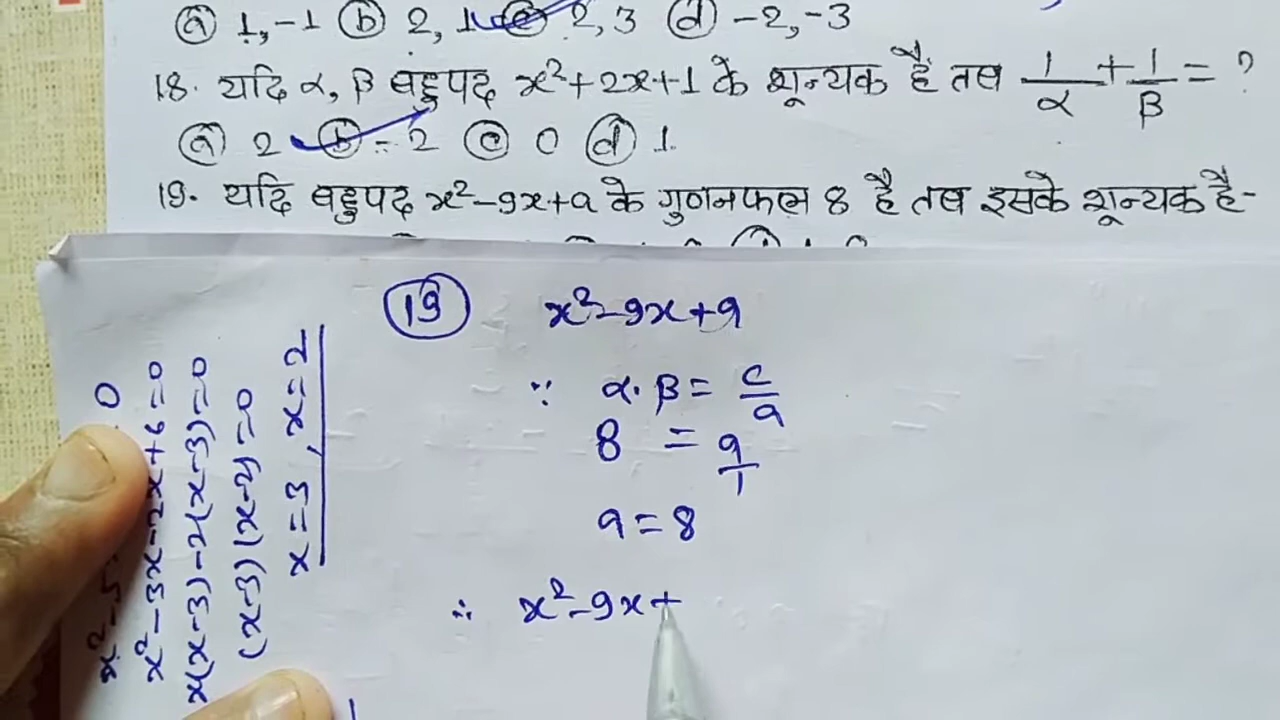 (a) 1,-1 (b) 2, 1 (c) 2, 3 (d) -2,-3
18. यदि α, β बहुपद x²+2x+1 के शून्यक हैं तब 1/α + 1/β = ?
(a) 2 (b) -2 (c) 0 (d) 1
19. यदि बहुपद x²-9x+a के गुणनफल 8 है तब इसके शून्यक है-
(19) x²-9x+a
∵ α.β = c/a
8 = a/1
a = 8
∴ x²-9x+
x²-3x-2x+6=0
x(x-3)-2(x-3)=0
(x-3)(x-2)=0
x=3, x=2